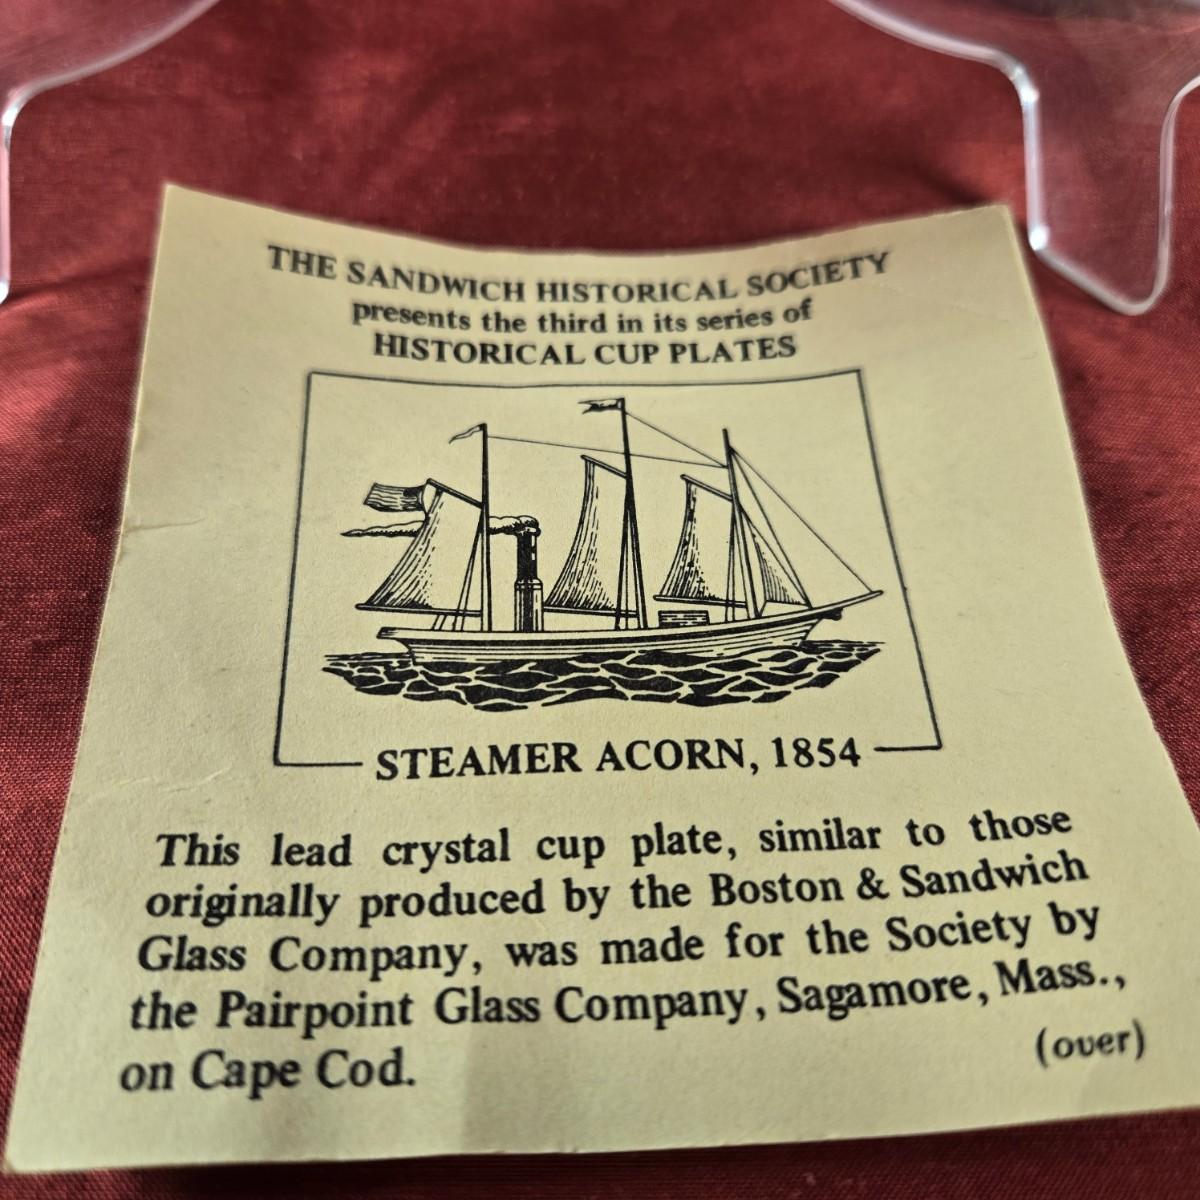 THE SANDWICH HISTORICAL SOCIETY
presents the third in its series of
HISTORICAL CUP PLATES
STEAMER ACORN, 1854
This lead crystal cup plate, similar to those
originally produced by the Boston & Sandwich
Glass Company, was made for the Society by
the Pairpoint Glass Company, Sagamore, Mass.,
on Cape Cod.
(over)